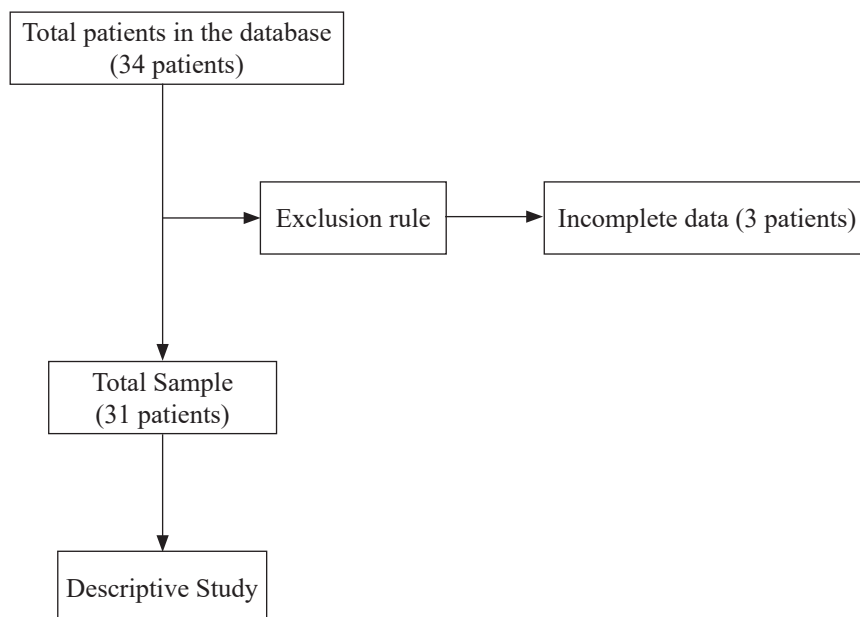 Total patients in the database
(34 patients)
Exclusion rule
Incomplete data (3 patients)
Total Sample
(31 patients)
Descriptive Study